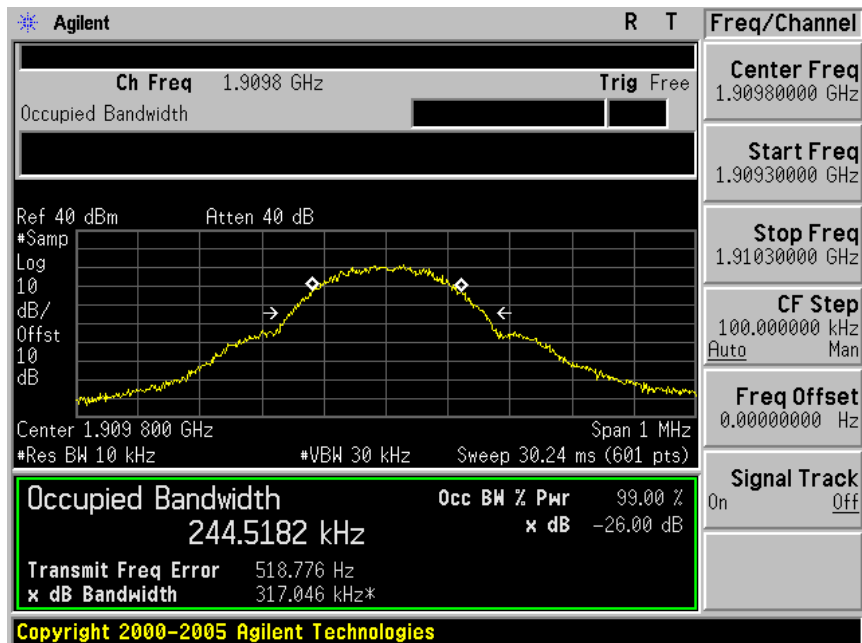 Agilent R T Freq/Channel
Ch Freq 1.9098 GHz Trig Free
Occupied Bandwidth
Center Freq
1.90980000 GHz
Start Freq
1.90930000 GHz
Stop Freq
1.91030000 GHz
CF Step
100.000000 kHz
Auto Man
Freq Offset
0.00000000 Hz
Signal Track
On Off
Ref 40 dBm Atten 40 dB
#Samp
Log
10
dB/
Offst
10
dB
Center 1.909 800 GHz Span 1 MHz
#Res BW 10 kHz #VBW 30 kHz Sweep 30.24 ms (601 pts)
Occupied Bandwidth Occ BW % Pwr 99.00 %
244.5182 kHz x dB -26.00 dB
Transmit Freq Error 518.776 Hz
x dB Bandwidth 317.046 kHz*
Copyright 2000-2005 Agilent Technologies